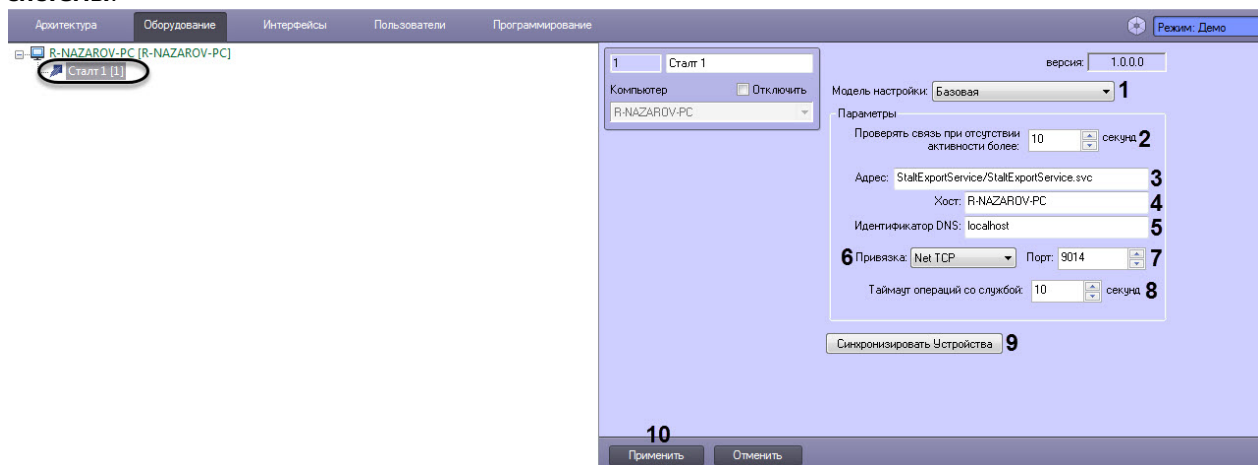 Архитектура Оборудование Интерфейсы Пользователи Программирование Режим: Демо
R-NAZAROV-PC [R-NAZAROV-PC]
Сталт 1 [1]
1 Сталт 1 версия: 1.0.0.0
Компьютер Отключить Модель настройки: Базовая 1
R-NAZAROV-PC
Параметры
Проверять связь при отсутствии активности более: 10 секунд 2
Адрес: StaltExportService/StaltExportService.svc 3
Хост: R-NAZAROV-PC 4
Идентификатор DNS: localhost 5
6 Привязка: Net TCP Порт: 9014 7
Таймаут операций со службой: 10 секунд 8
Синхронизировать Устройства 9
10
Применить Отменить